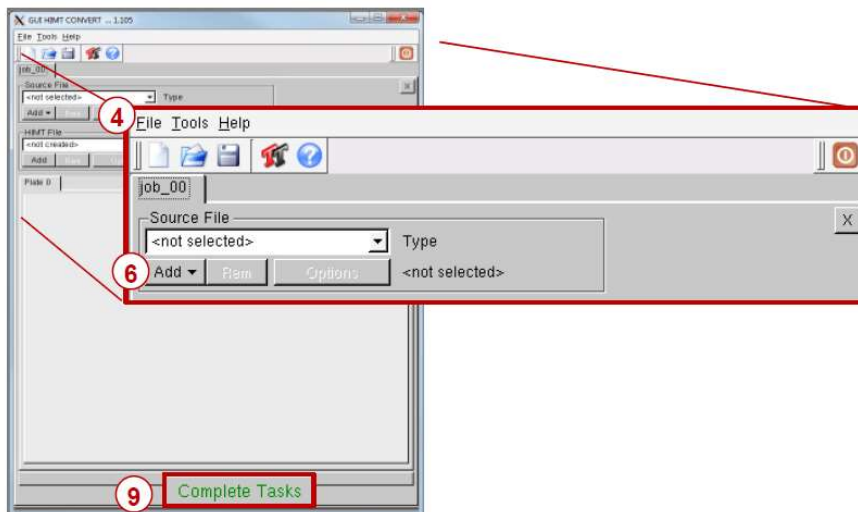 GUI HIMT CONVERT ... 1.105
File Tools Help
job_00
Source File
<not selected>
Type
Add
HIMT File
<not created>
Add
Plate 0
4
File Tools Help
job_00
X
Source File
<not selected>
Type
6
Add
Rem
Options
<not selected>
9
Complete Tasks